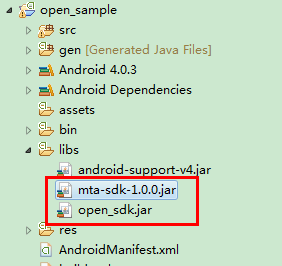 open_sample
src
gen [Generated Java Files]
Android 4.0.3
Android Dependencies
assets
bin
libs
android-support-v4.jar
mta-sdk-1.0.0.jar
open_sdk.jar
res
AndroidManifest.xml